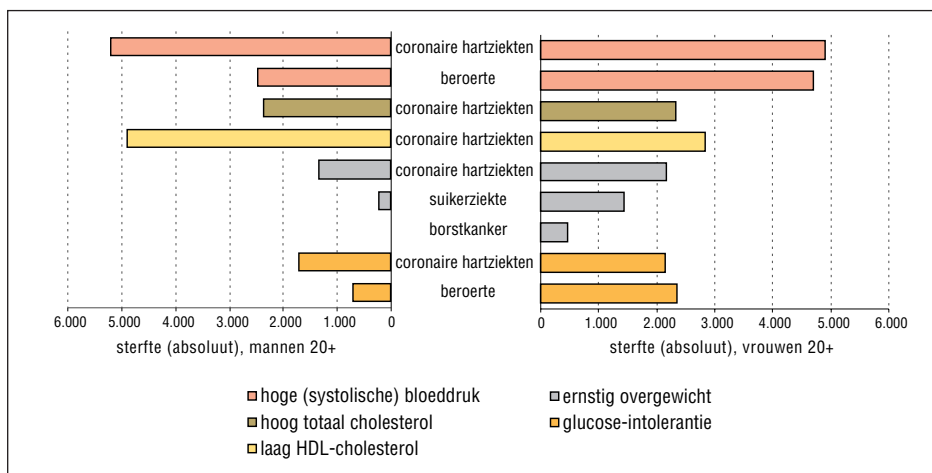 coronaire hartziekten
beroerte
coronaire hartziekten
coronaire hartziekten
coronaire hartziekten
suikerziekte
borstkanker
coronaire hartziekten
beroerte
6.000 5.000 4.000 3.000 2.000 1.000 0
0 1.000 2.000 3.000 4.000 5.000 6.000
sterfte (absoluut), mannen 20+
sterfte (absoluut), vrouwen 20+
hoge (systolische) bloeddruk
hoog totaal cholesterol
laag HDL-cholesterol
ernstig overgewicht
glucose-intolerantie